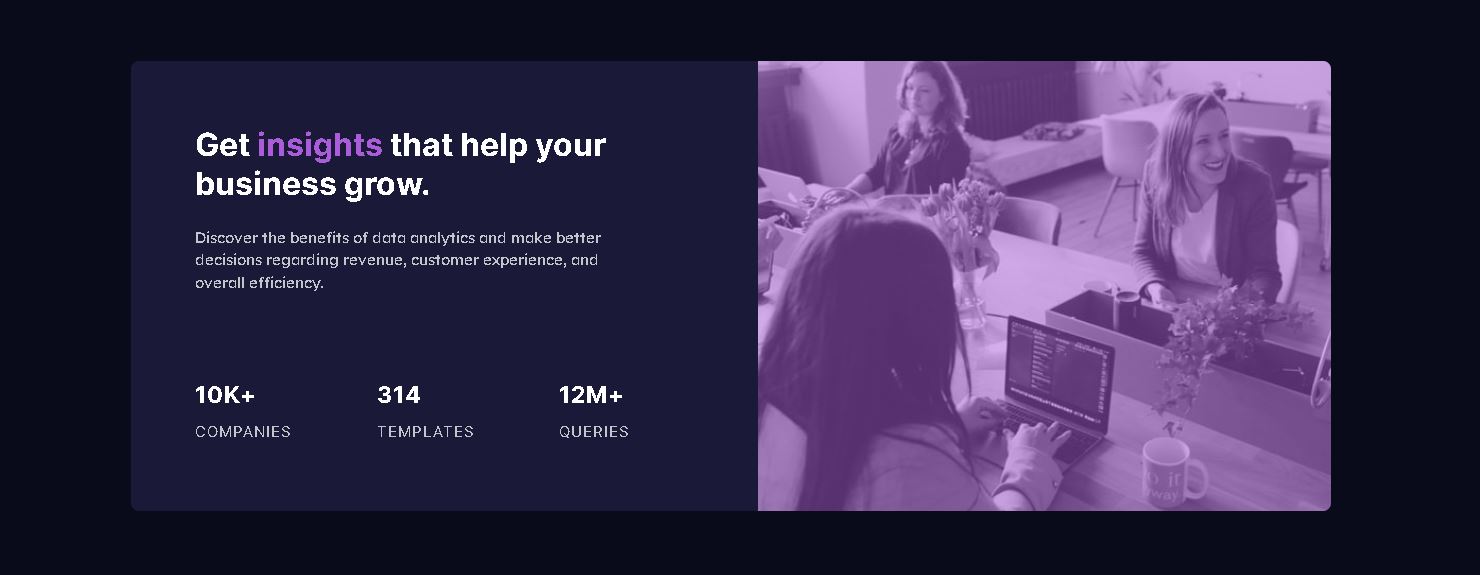 Get insights that help your
business grow.
Discover the benefits of data analytics and make better
decisions regarding revenue, customer experience, and
overall efficiency.
10K+ 314 12M+
COMPANIES TEMPLATES QUERIES